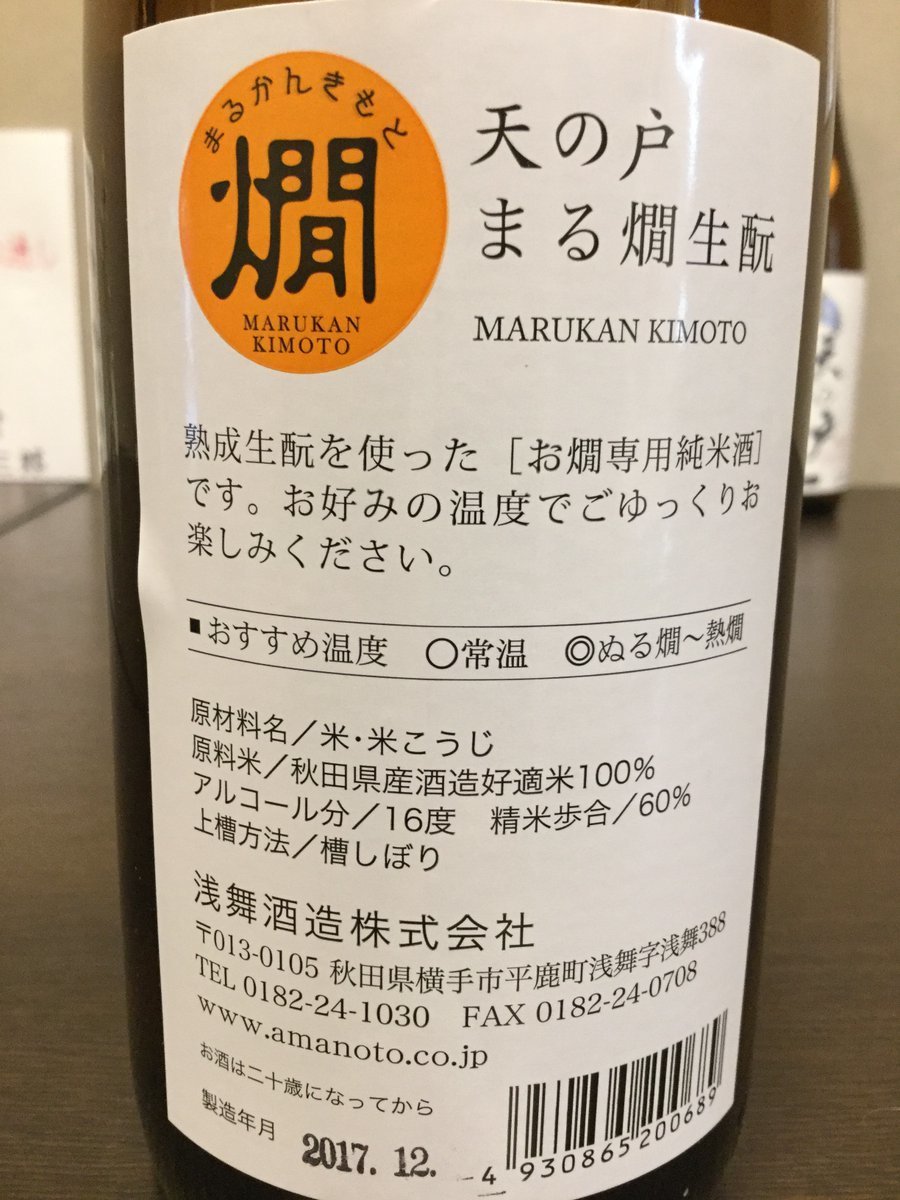 まるかんきもと
燗
MARUKAN
KIMOTO
天の戸
まる燗生酛
MARUKAN KIMOTO
熟成生酛を使った[お燗専用純米酒]
です。お好みの温度でごゆっくりお
楽しみください。
■おすすめ温度 ○常温 ◎ぬる燗～熱燗
原材料名／米・米こうじ
原料米／秋田県産酒造好適米100%
アルコール分／16度 精米歩合／60%
上槽方法／槽しぼり
浅舞酒造株式会社
〒013-0105 秋田県横手市平鹿町浅舞字浅舞388
TEL 0182-24-1030 FAX 0182-24-0708
www.amanoto.co.jp
お酒は二十歳になってから
製造年月 2017.12.
4930865200689